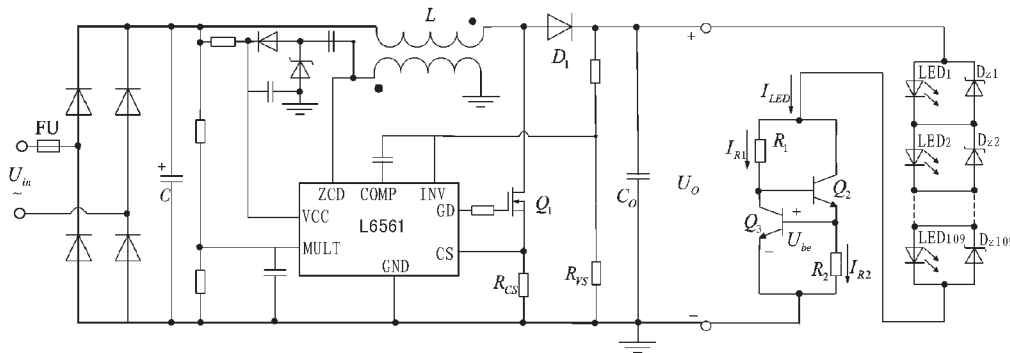 L
D1
+
FU
Uin
~
+
C
ZCD
COMP
INV
VCC
L6561
GD
MULT
CS
GND
Q1
RCS
RVS
CO
UO
−
ILED
IR1
R1
Q2
Q3
+
Ube
−
R2
IR2
LED1
Dz1
LED2
Dz2
LED109
Dz109